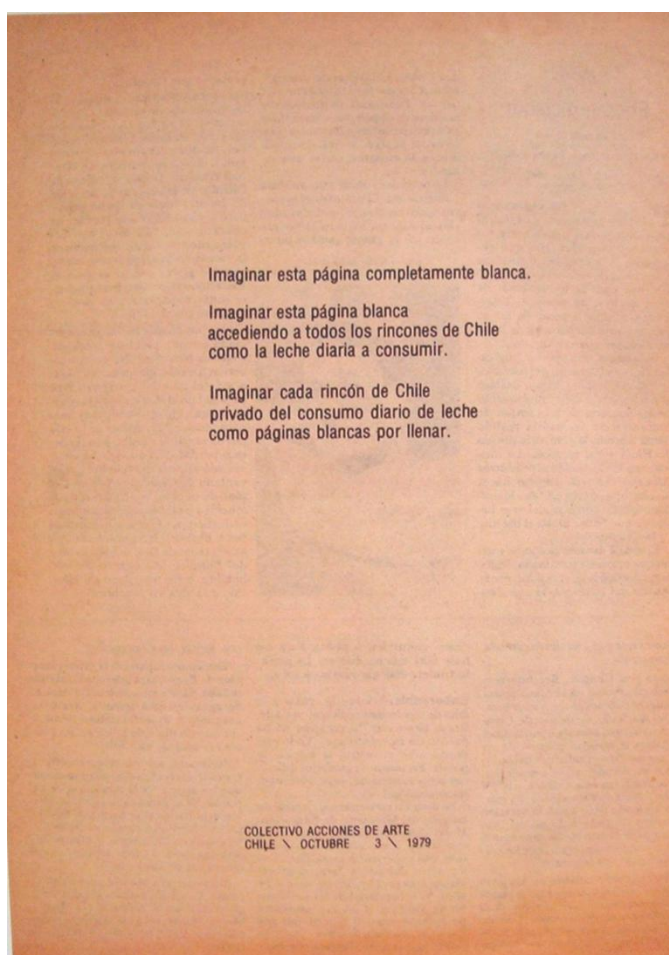 Imaginar esta página completamente blanca.
Imaginar esta página blanca
accediendo a todos los rincones de Chile
como la leche diaria a consumir.
Imaginar cada rincón de Chile
privado del consumo diario de leche
como páginas blancas por llenar.
COLECTIVO ACCIONES DE ARTE
CHILE \ OCTUBRE 3 \ 1979